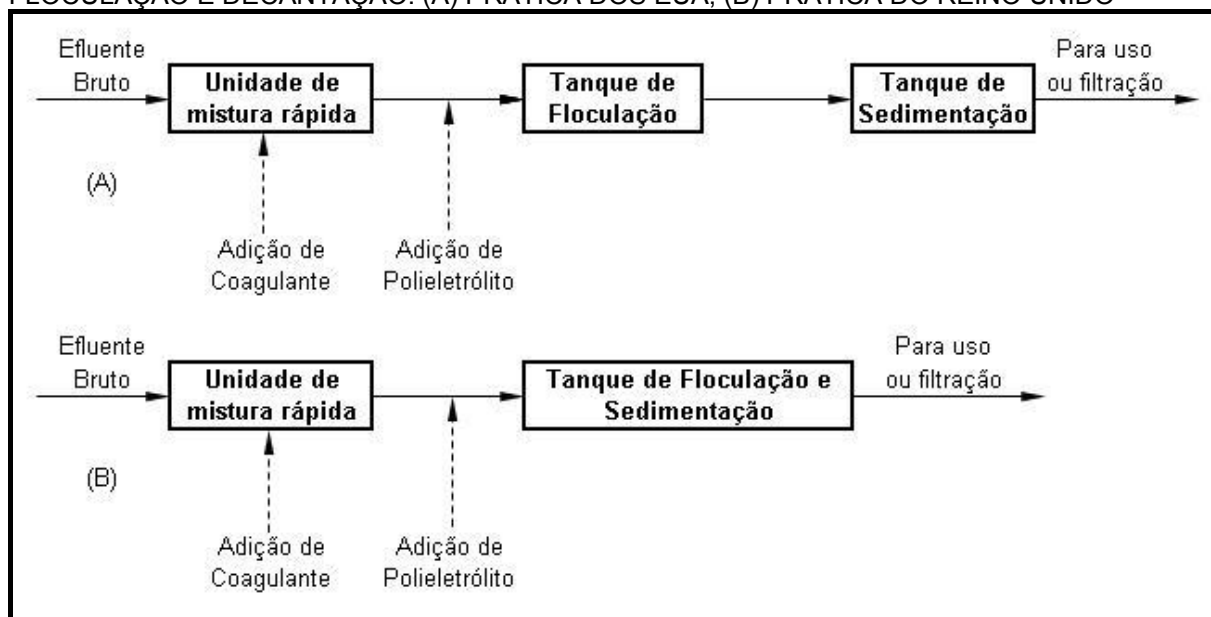 FLOCULAÇÃO E DECANTAÇÃO: (A) PRÁTICA DOS EUA; (B) PRÁTICA DO REINO UNIDO
Efluente
Bruto
Unidade de
mistura rápida
Tanque de
Floculação
Tanque de
Sedimentação
Para uso
ou filtração
(A)
Adição de
Coagulante
Adição de
Polieletrólito
Efluente
Bruto
Unidade de
mistura rápida
Tanque de Floculação e
Sedimentação
Para uso
ou filtração
(B)
Adição de
Coagulante
Adição de
Polieletrólito